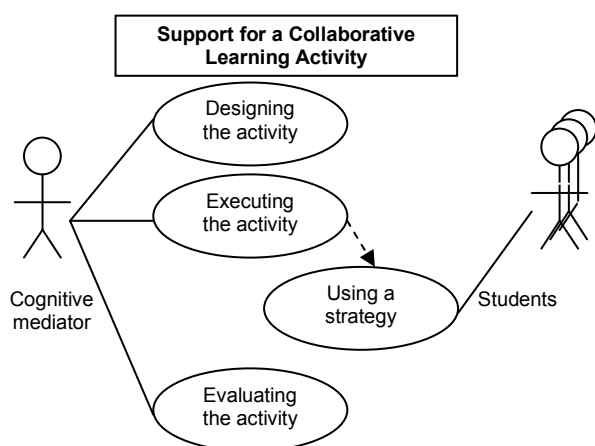 Support for a Collaborative
Learning Activity
Designing
the activity
Executing
the activity
Using a
strategy
Cognitive
mediator
Students
Evaluating
the activity